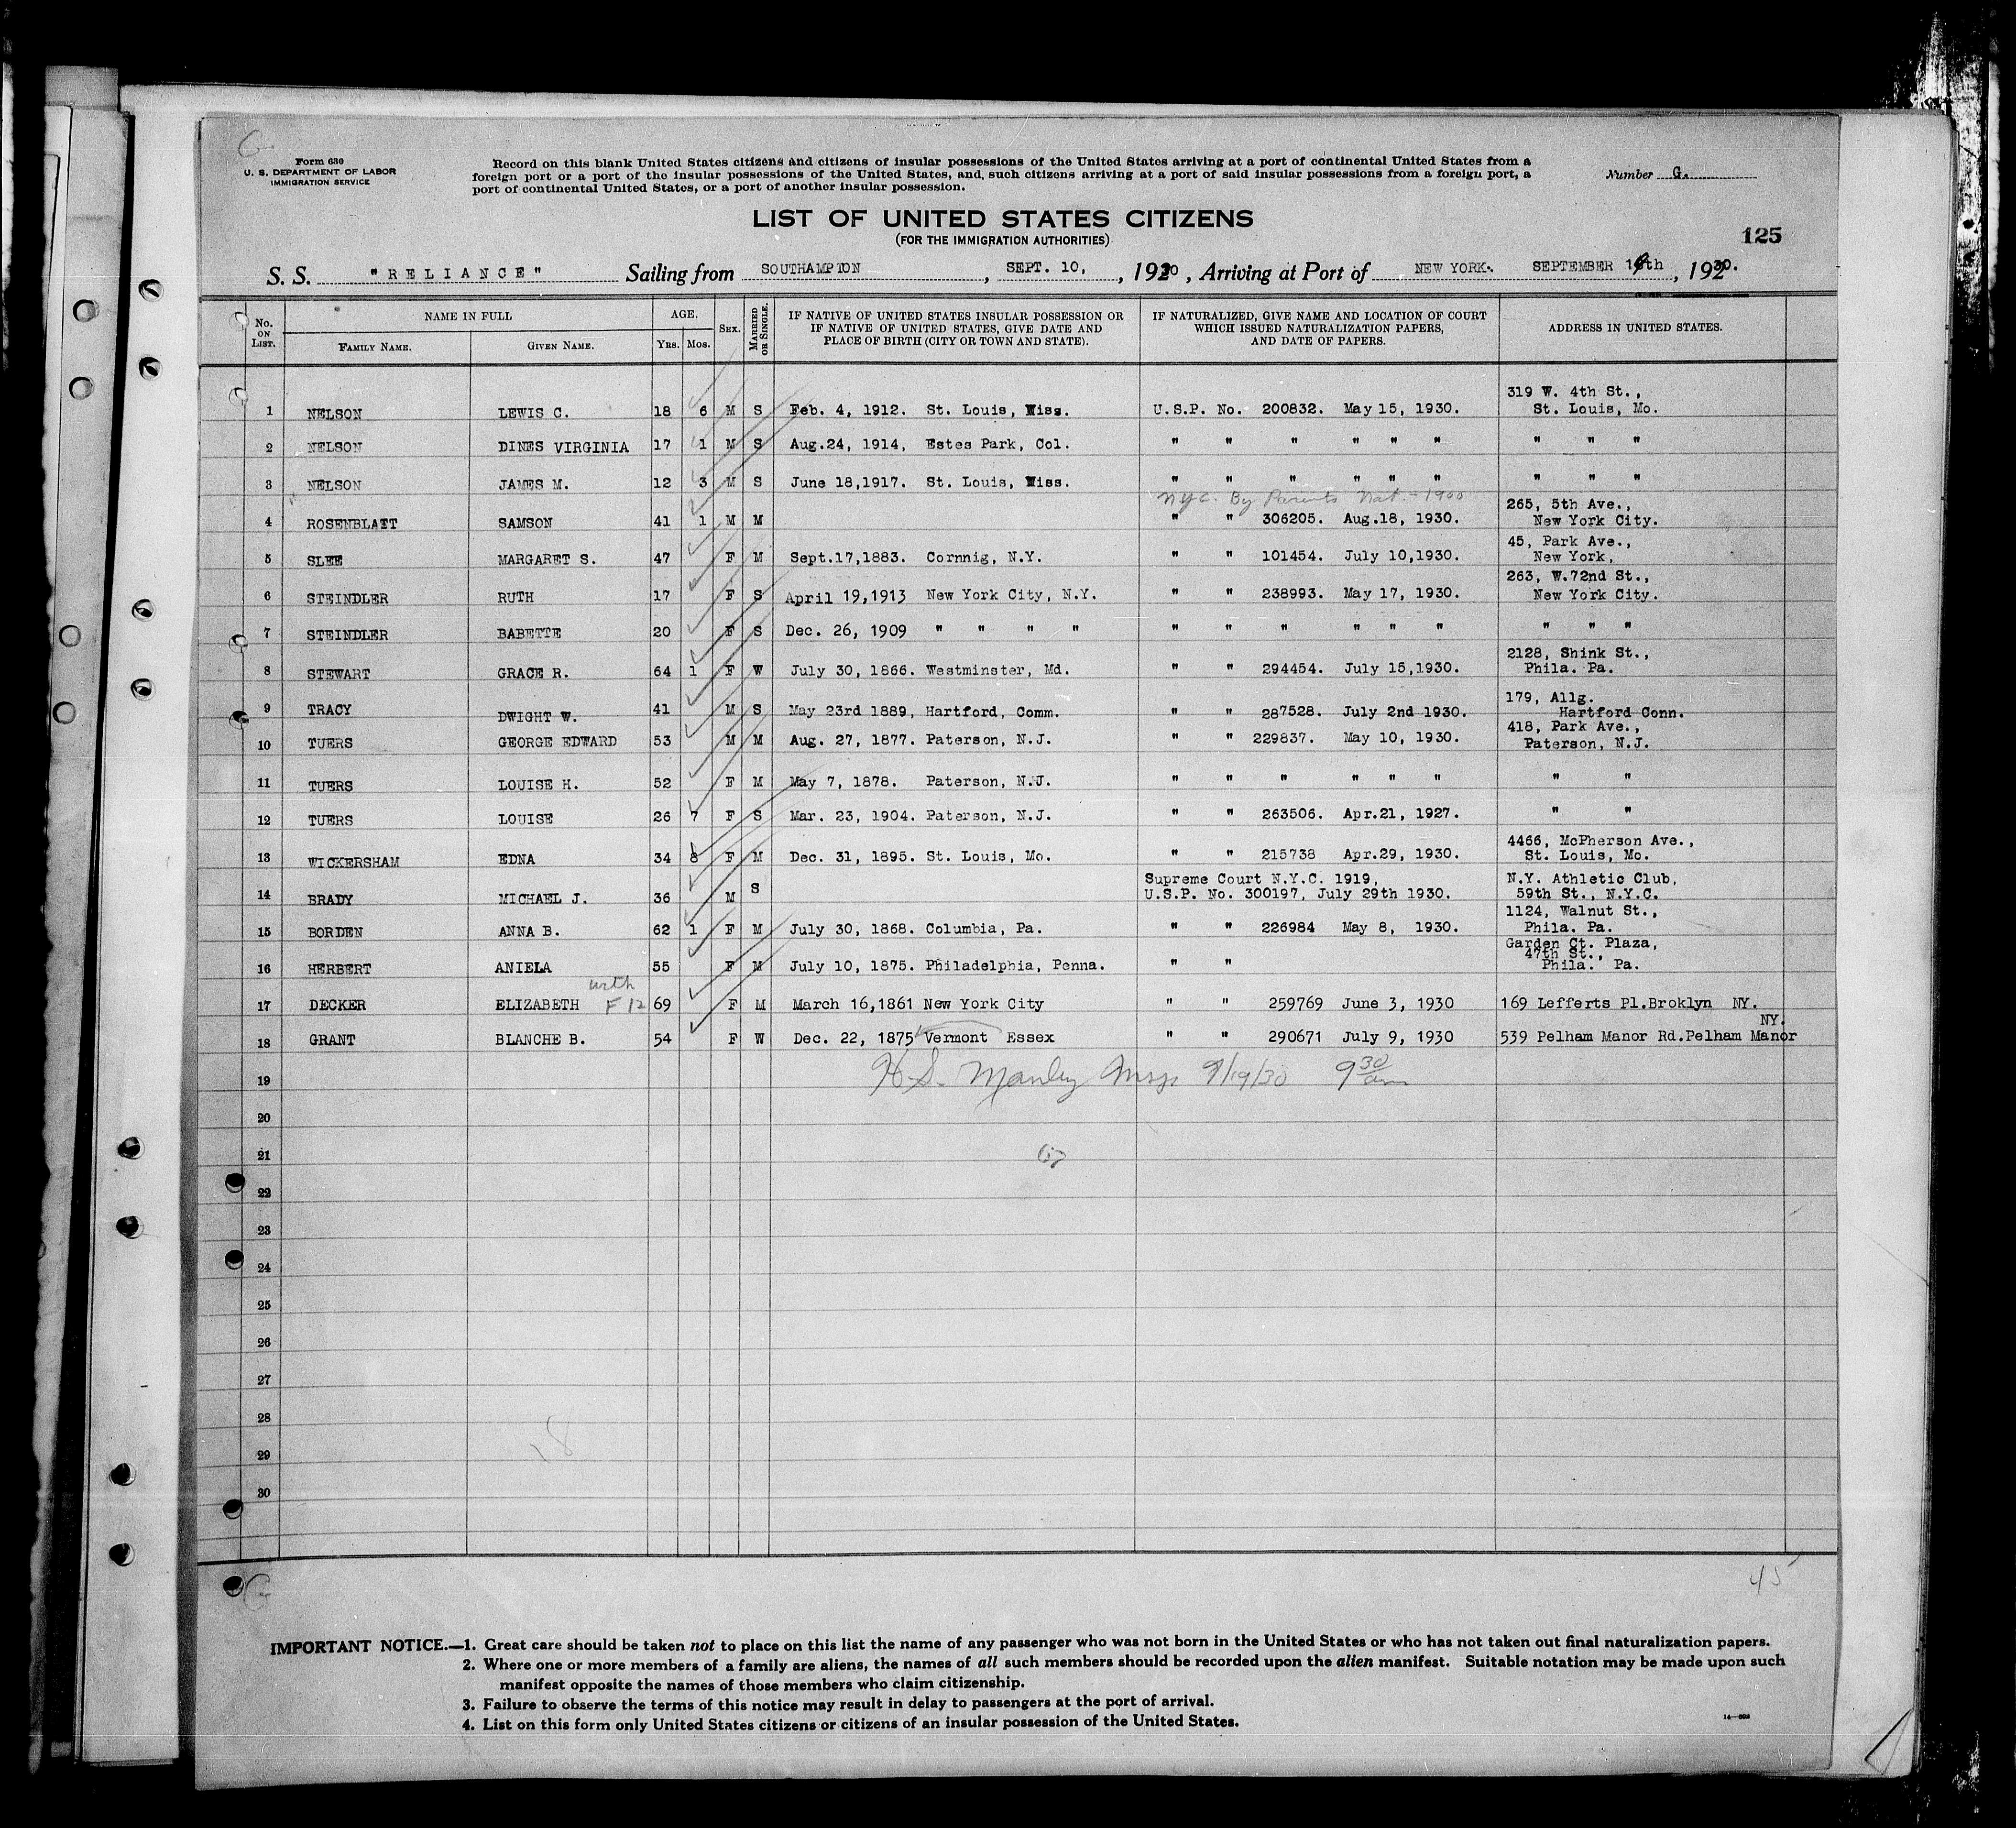 G
Form 630
U. S. DEPARTMENT OF LABOR
IMMIGRATION SERVICE
Record on this blank United States citizens and citizens of insular possessions of the United States arriving at a port of continental United States from a
foreign port or a port of the insular possessions of the United States, and, such citizens arriving at a port of said insular possessions from a foreign port, a
port of continental United States, or a port of another insular possession.
Number G.
LIST OF UNITED STATES CITIZENS
(FOR THE IMMIGRATION AUTHORITIES)
125
S. S. "RELIANCE" Sailing from SOUTHAMPTON, SEPT. 10, , 1930 , Arriving at Port of NEW YORK. SEPTEMBER 19th , 1930.
No. ON LIST. NAME IN FULL AGE. SEX. MARRIED OR SINGLE. IF NATIVE OF UNITED STATES INSULAR POSSESSION OR IF NATIVE OF UNITED STATES, GIVE DATE AND PLACE OF BIRTH (CITY OR TOWN AND STATE). IF NATURALIZED, GIVE NAME AND LOCATION OF COURT WHICH ISSUED NATURALIZATION PAPERS, AND DATE OF PAPERS. ADDRESS IN UNITED STATES.
FAMILY NAME. GIVEN NAME. YRS. MOS.
319 W. 4th St.,
1 NELSON LEWIS C. 18 6 M S Feb. 4, 1912. St. Louis, Miss. U.S.P. No. 200832. May 15, 1930. St. Louis, Mo.
2 NELSON DINES VIRGINIA 17 1 M S Aug.24, 1914, Estes Park, Col. " " " " " " " " "
3 NELSON JAMES M. 12 3 M S June 18,1917. St. Louis, Miss. " " " " " " " " "
NYC. By Parents Nat. - 1900
265, 5th Ave.,
4 ROSENBLATT SAMSON 41 1 M M " " 306205. Aug.18, 1930. New York City.
45, Park Ave.,
5 SLEE MARGARET S. 47 F M Sept.17,1883. Cornnig, N.Y. " " 101454. July 10,1930. New York,
263, W.72nd St.,
6 STEINDLER RUTH 17 F S April 19,1913 New York City, N.Y. " " 238993. May 17, 1930. New York City.
7 STEINDLER BABETTE 20 F S Dec. 26, 1909 " " " " " " " " " " " " "
2128, Shink St.,
8 STEWART GRACE R. 64 1 F W July 30, 1866. Westminster, Md. " " 294454. July 15,1930. Phila. Pa.
179, Allg.
9 TRACY DWIGHT W. 41 M S May 23rd 1889, Hartford, Comm. " " 287528. July 2nd 1930. Hartford Conn.
418, Park Ave.,
10 TUERS GEORGE EDWARD 53 M M Aug. 27, 1877. Paterson, N.J. " " 229837. May 10, 1930. Paterson, N.J.
11 TUERS LOUISE H. 52 F M May 7, 1878. Paterson, N.J. " " " " " " " "
12 TUERS LOUISE 26 7 F S Mar. 23, 1904. Paterson, N.J. " " 263506. Apr.21, 1927. " "
4466, McPherson Ave.,
13 WICKERSHAM EDNA 34 8 F M Dec. 31, 1895. St. Louis, Mo. " " 215738 Apr.29, 1930. St. Louis, Mo.
Supreme Court N.Y.C. 1919, N.Y. Athletic Club,
14 BRADY MICHAEL J. 36 M S U.S.P. No. 300197, July 29th 1930. 59th St., N.Y.C.
1124, Walnut St.,
15 BORDEN ANNA B. 62 1 F M July 30, 1868. Columbia, Pa. " " 226984 May 8, 1930. Phila. Pa.
Garden Ct. Plaza,
47th St.,
16 HERBERT ANIELA 55 F M July 10, 1875. Philadelphia, Penna. " " Phila. Pa.
with
17 DECKER ELIZABETH F 12 69 F M March 16,1861 New York City " " 259769 June 3, 1930 169 Lefferts Pl.Broklyn NY.
NY.
18 GRANT BLANCHE B. 54 F W Dec. 22, 1875 Vermont Essex " " 290671 July 9, 1930 539 Pelham Manor Rd.Pelham Manor
19 H.S. Manley Insp 9/19/30 9 30 am
20
21
22
23
24
25
26
27
28
18
29
30
G
45
IMPORTANT NOTICE.—1. Great care should be taken not to place on this list the name of any passenger who was not born in the United States or who has not taken out final naturalization papers.
2. Where one or more members of a family are aliens, the names of all such members should be recorded upon the alien manifest. Suitable notation may be made upon such
manifest opposite the names of those members who claim citizenship.
3. Failure to observe the terms of this notice may result in delay to passengers at the port of arrival.
4. List on this form only United States citizens or citizens of an insular possession of the United States.